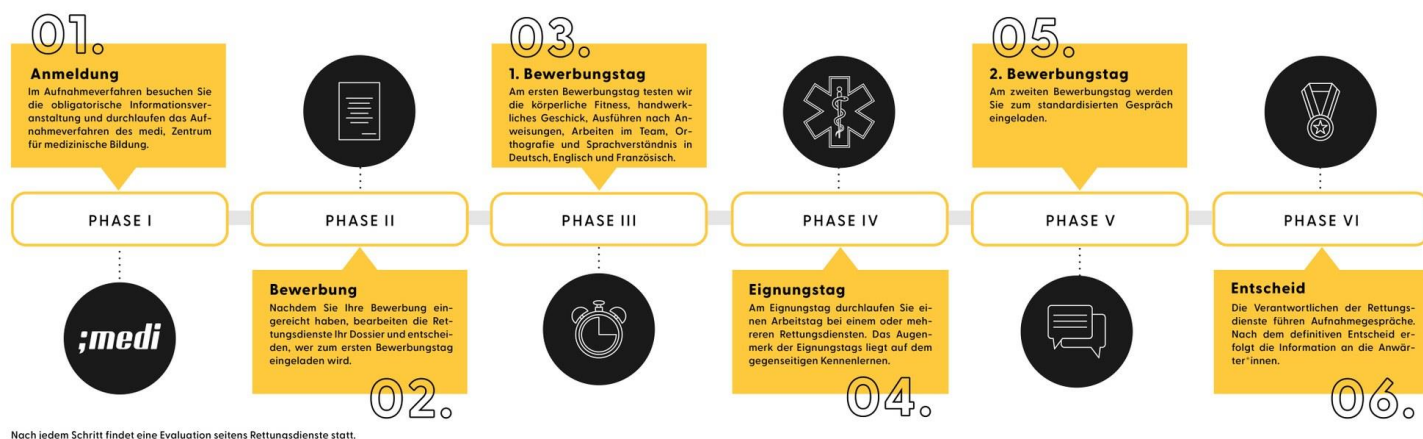 01.
Anmeldung
Im Aufnahmeverfahren besuchen Sie
die obligatorische Informationsver-
anstaltung und durchlaufen das Auf-
nahmeverfahren des medi, Zentrum
für medizinische Bildung.
PHASE I
;medi
PHASE II
Bewerbung
Nachdem Sie Ihre Bewerbung ein-
gereicht haben, bearbeiten die Ret-
tungsdienste Ihr Dossier und entschei-
den, wer zum ersten Bewerbungstag
eingeladen wird.
02.
03.
1. Bewerbungstag
Am ersten Bewerbungstag testen wir
die körperliche Fitness, handwerk-
liches Geschick, Ausführen nach An-
weisungen, Arbeiten im Team, Or-
thografie und Sprachverständnis in
Deutsch, Englisch und Französisch.
PHASE III
PHASE IV
Eignungstag
Am Eignungstag durchlaufen Sie ei-
nen Arbeitstag bei einem oder meh-
reren Rettungsdiensten. Das Augen-
merk der Eignungstags liegt auf dem
gegenseitigen Kennenlernen.
04.
05.
2. Bewerbungstag
Am zweiten Bewerbungstag werden
Sie zum standardisierten Gespräch
eingeladen.
PHASE V
PHASE VI
Entscheid
Die Verantwortlichen der Rettungs-
dienste führen Aufnahmegespräche.
Nach dem definitiven Entscheid er-
folgt die Information an die Anwär-
ter*innen.
06.
Nach jedem Schritt findet eine Evaluation seitens Rettungsdienste statt.